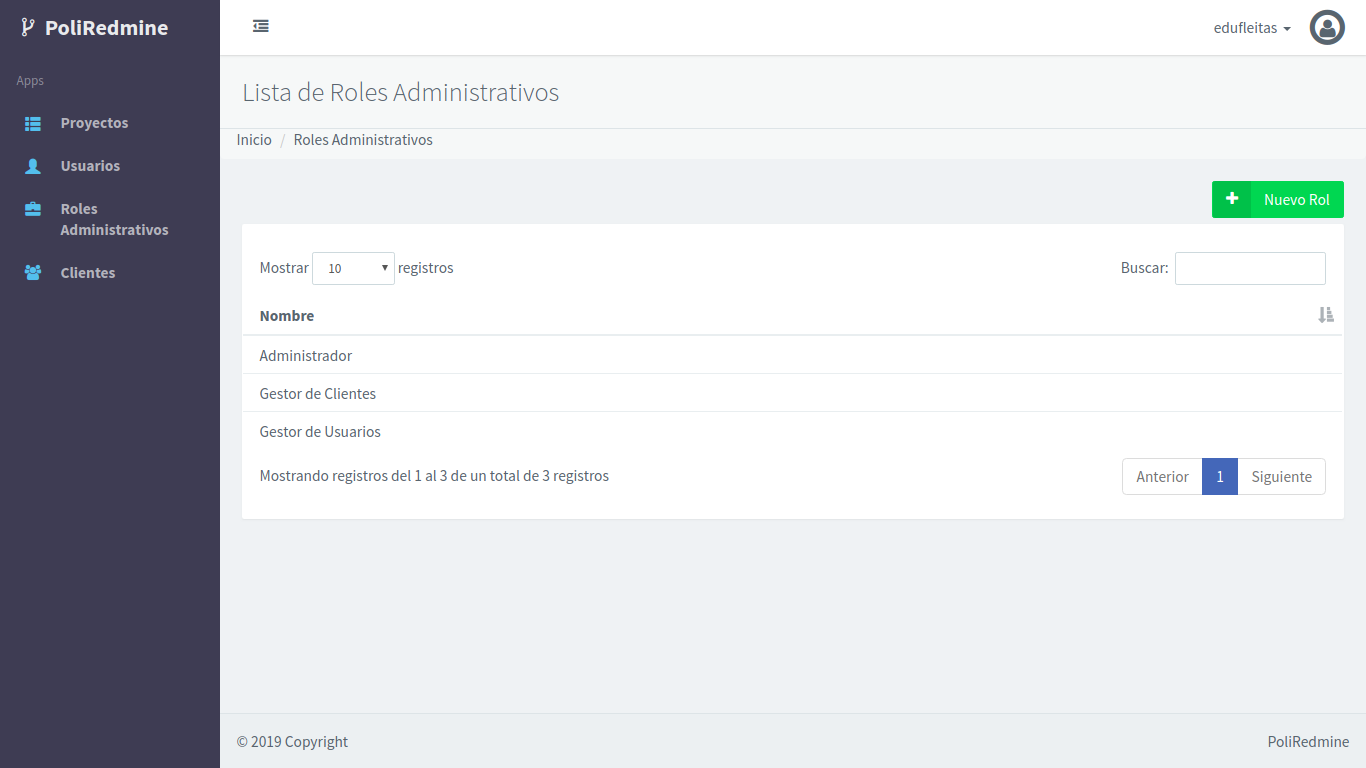 PoliRedmine
edufleitas
Apps
Proyectos
Usuarios
Roles
Administrativos
Clientes
Lista de Roles Administrativos
Inicio / Roles Administrativos
Nuevo Rol
Mostrar 10 registros
Buscar:
Nombre
Administrador
Gestor de Clientes
Gestor de Usuarios
Mostrando registros del 1 al 3 de un total de 3 registros
Anterior 1 Siguiente
© 2019 Copyright
PoliRedmine